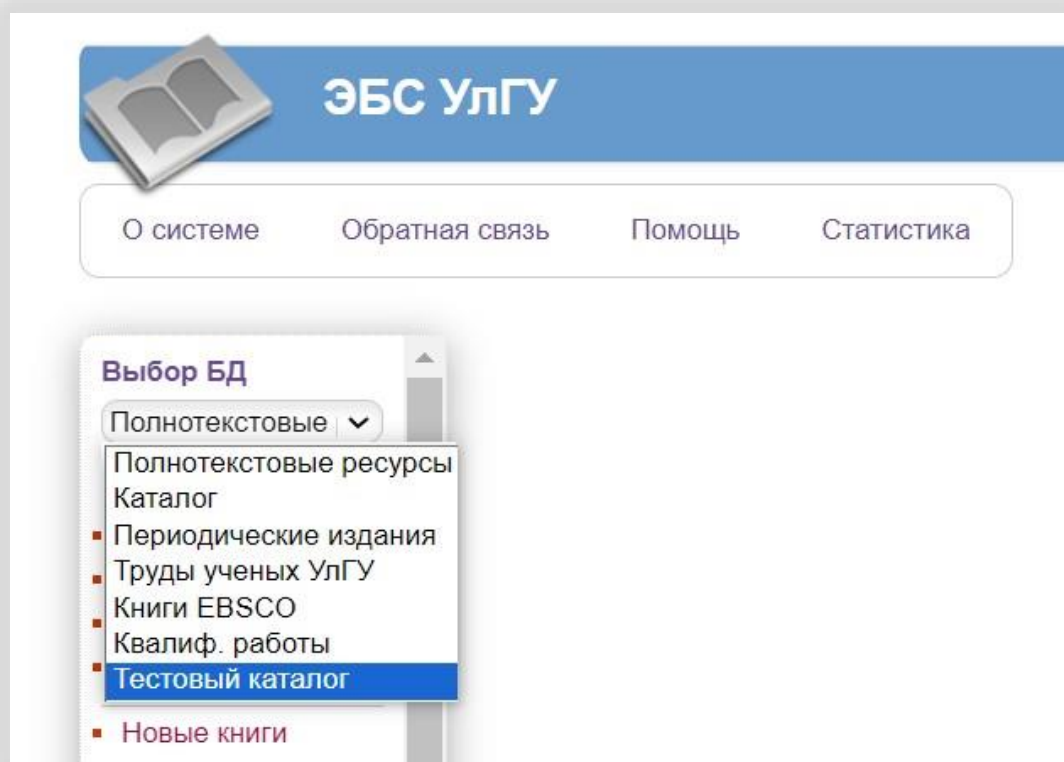 ЭБС УлГУ
О системе Обратная связь Помощь Статистика
Выбор БД
Полнотекстовые
Полнотекстовые ресурсы
Каталог
Периодические издания
Труды ученых УлГУ
Книги EBSCO
Квалиф. работы
Тестовый каталог
Новые книги